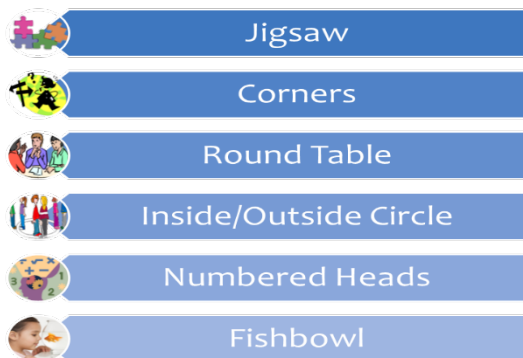 Jigsaw
Corners
Round Table
Inside/Outside Circle
Numbered Heads
Fishbowl